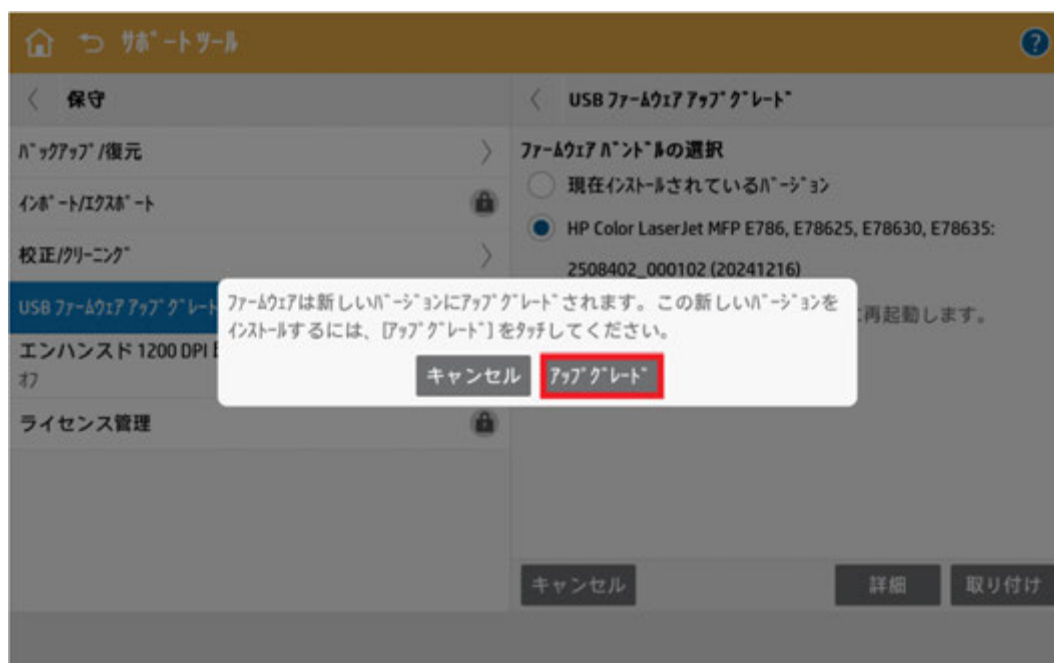 ｻﾎﾟｰﾄ ﾂｰﾙ
?
保守
USB ﾌｧｰﾑｳｪｱ ｱｯﾌﾟｸﾞﾚｰﾄﾞ
ﾊﾞｯｸｱｯﾌﾟ/復元
ﾌｧｰﾑｳｪｱ ﾊﾞﾝﾄﾞﾙの選択
現在ｲﾝｽﾄｰﾙされているﾊﾞｰｼﾞｮﾝ
ｲﾝﾎﾟｰﾄ/ｴｸｽﾎﾟｰﾄ
HP Color LaserJet MFP E786, E78625, E78630, E78635:
校正/ｸﾘｰﾆﾝｸﾞ
2508402_000102 (20241216)
USB ﾌｧｰﾑｳｪｱ ｱｯﾌﾟｸﾞﾚｰﾄ
ﾌｧｰﾑｳｪｱは新しいﾊﾞｰｼﾞｮﾝにｱｯﾌﾟｸﾞﾚｰﾄﾞされます。この新しいﾊﾞｰｼﾞｮﾝを
ｲﾝｽﾄｰﾙするには、[ｱｯﾌﾟｸﾞﾚｰﾄﾞ] をﾀｯﾁしてください。
再起動します。
エンハンスド 1200 DPI
オフ
キャンセル
ｱｯﾌﾟｸﾞﾚｰﾄﾞ
ライセンス管理
キャンセル
詳細
取り付け